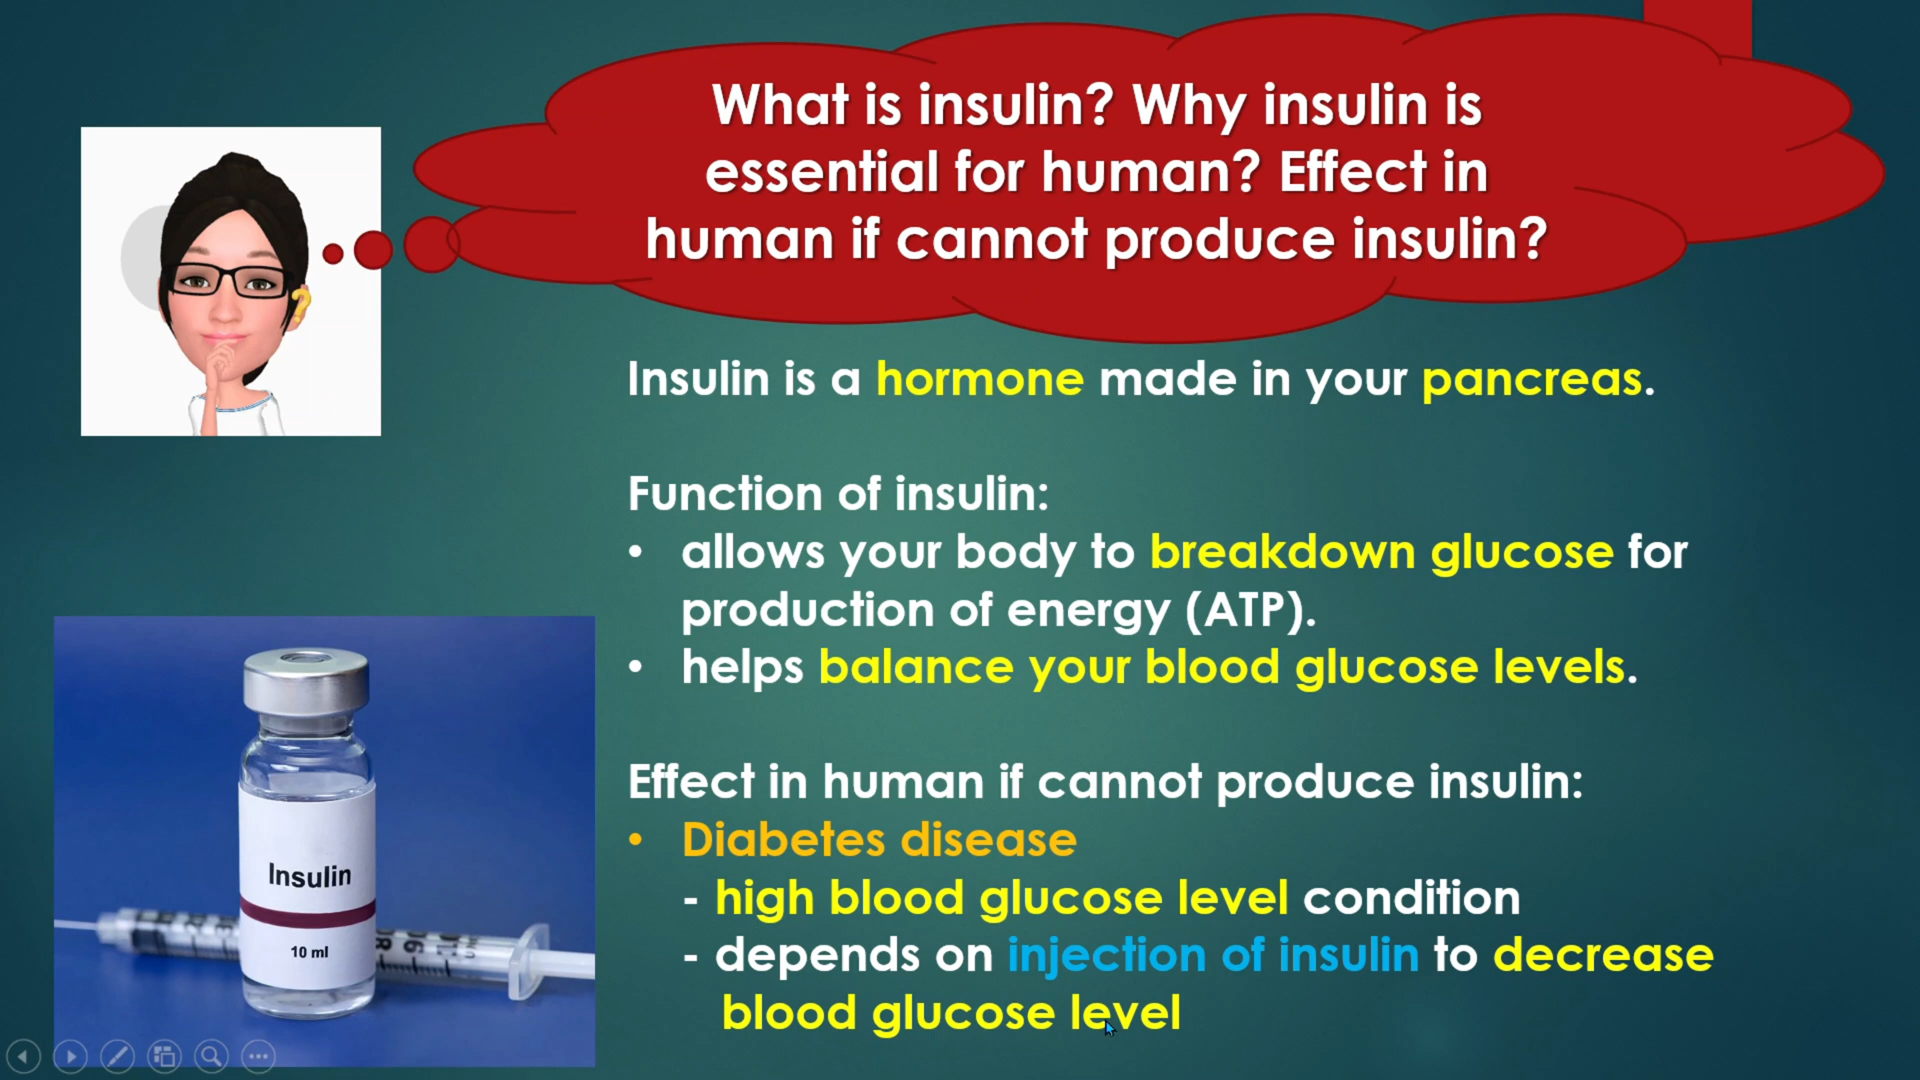 What is insulin? Why insulin is
essential for human? Effect in
human if cannot produce insulin?
Insulin is a hormone made in your pancreas.
Function of insulin:
• allows your body to breakdown glucose for
production of energy (ATP).
• helps balance your blood glucose levels.
Effect in human if cannot produce insulin:
• Diabetes disease
- high blood glucose level condition
- depends on injection of insulin to decrease
blood glucose level
Insulin
10 ml